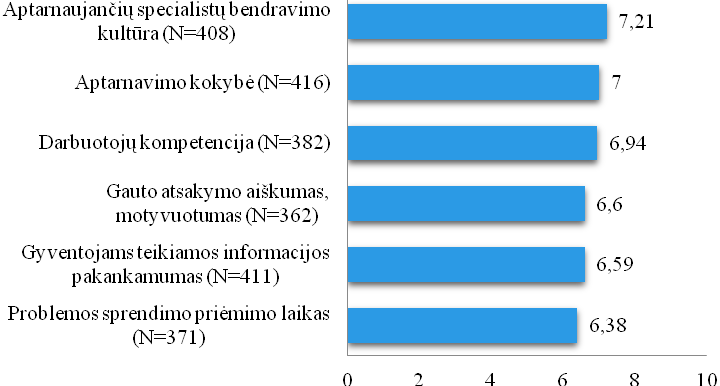 Aptarnaujančių specialistų bendravimo
kultūra (N=408)
7,21
Aptarnavimo kokybė (N=416)
7
Darbuotojų kompetencija (N=382)
6,94
Gauto atsakymo aiškumas,
motyvuotumas (N=362)
6,6
Gyventojams teikiamos informacijos
pakankamumas (N=411)
6,59
Problemos sprendimo priėmimo laikas
(N=371)
6,38
0 2 4 6 8 10